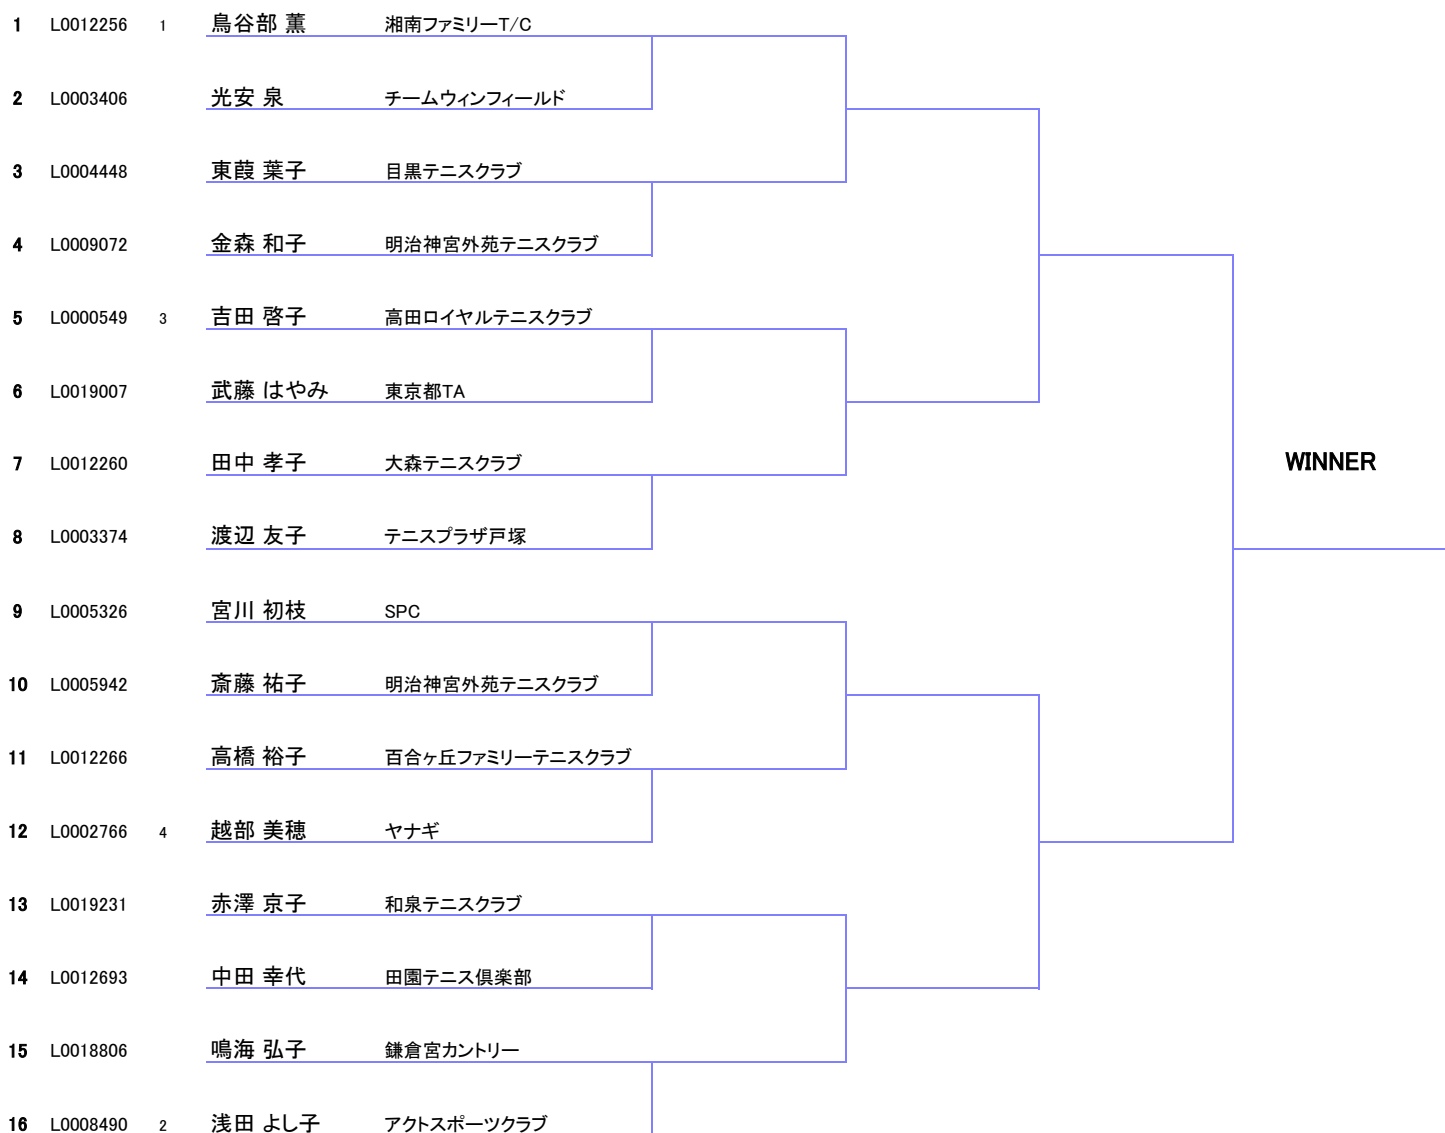 1 L0012256 1 鳥谷部 薫 湘南ファミリーT/C
2 L0003406 光安 泉 チームウィンフィールド
3 L0004448 東葭 葉子 目黒テニスクラブ
4 L0009072 金森 和子 明治神宮外苑テニスクラブ
5 L0000549 3 吉田 啓子 高田ロイヤルテニスクラブ
6 L0019007 武藤 はやみ 東京都TA
7 L0012260 田中 孝子 大森テニスクラブ
WINNER
8 L0003374 渡辺 友子 テニスプラザ戸塚
9 L0005326 宮川 初枝 SPC
10 L0005942 斎藤 祐子 明治神宮外苑テニスクラブ
11 L0012266 高橋 裕子 百合ヶ丘ファミリーテニスクラブ
12 L0002766 4 越部 美穂 ヤナギ
13 L0019231 赤澤 京子 和泉テニスクラブ
14 L0012693 中田 幸代 田園テニス倶楽部
15 L0018806 鳴海 弘子 鎌倉宮カントリー
16 L0008490 2 浅田 よし子 アクトスポーツクラブ